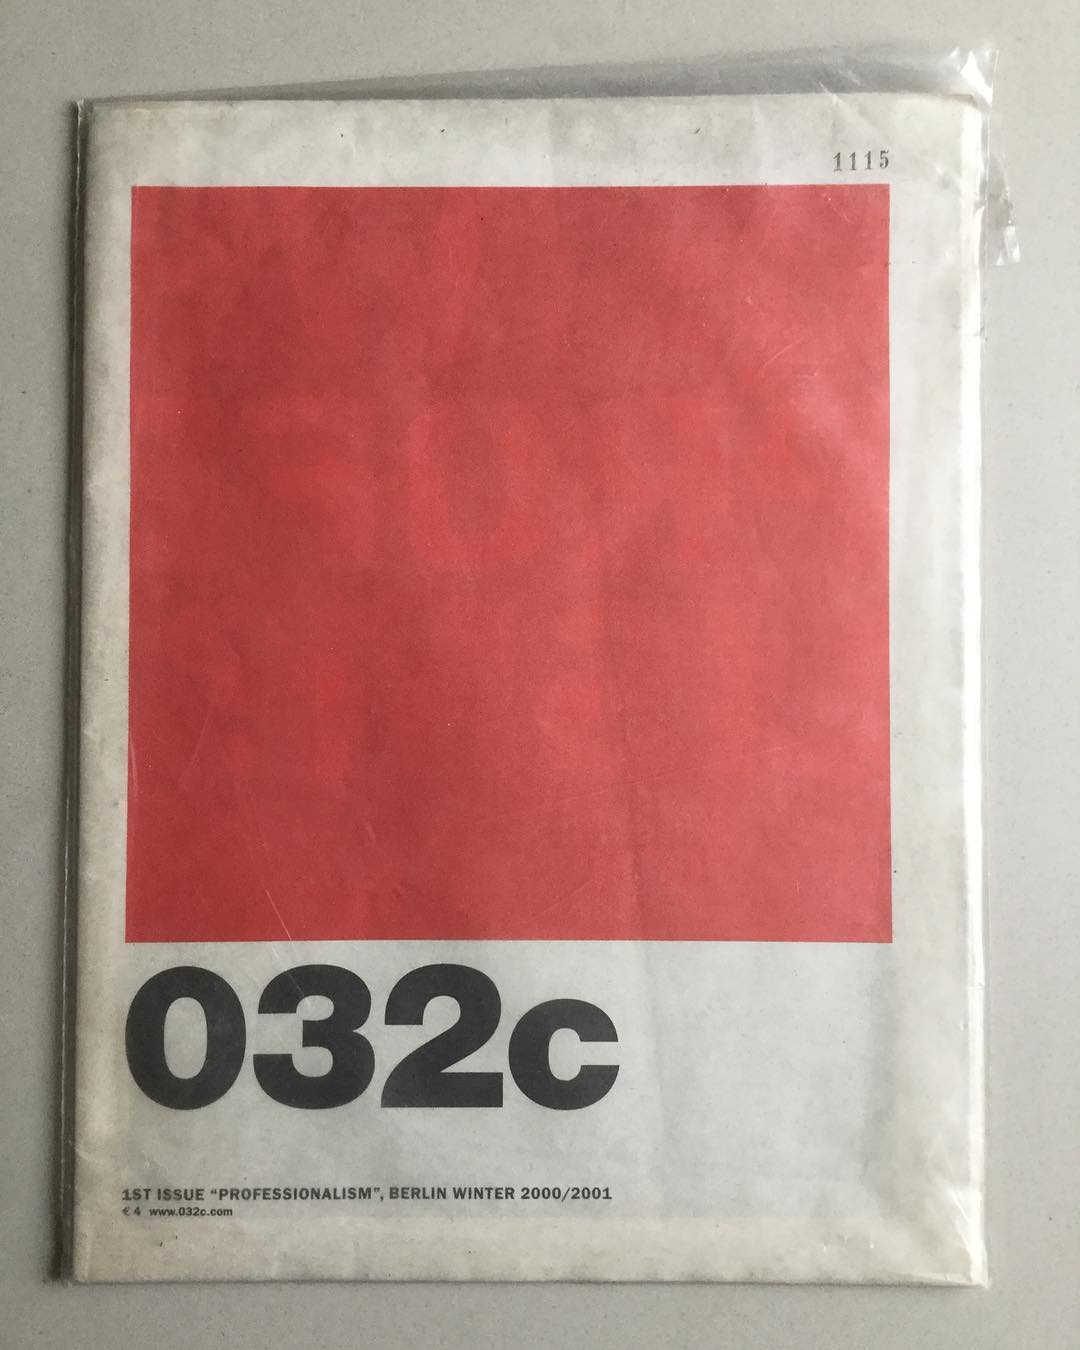 1115
032c
1ST ISSUE “PROFESSIONALISM”, BERLIN WINTER 2000/2001
€ 4 www.032c.com